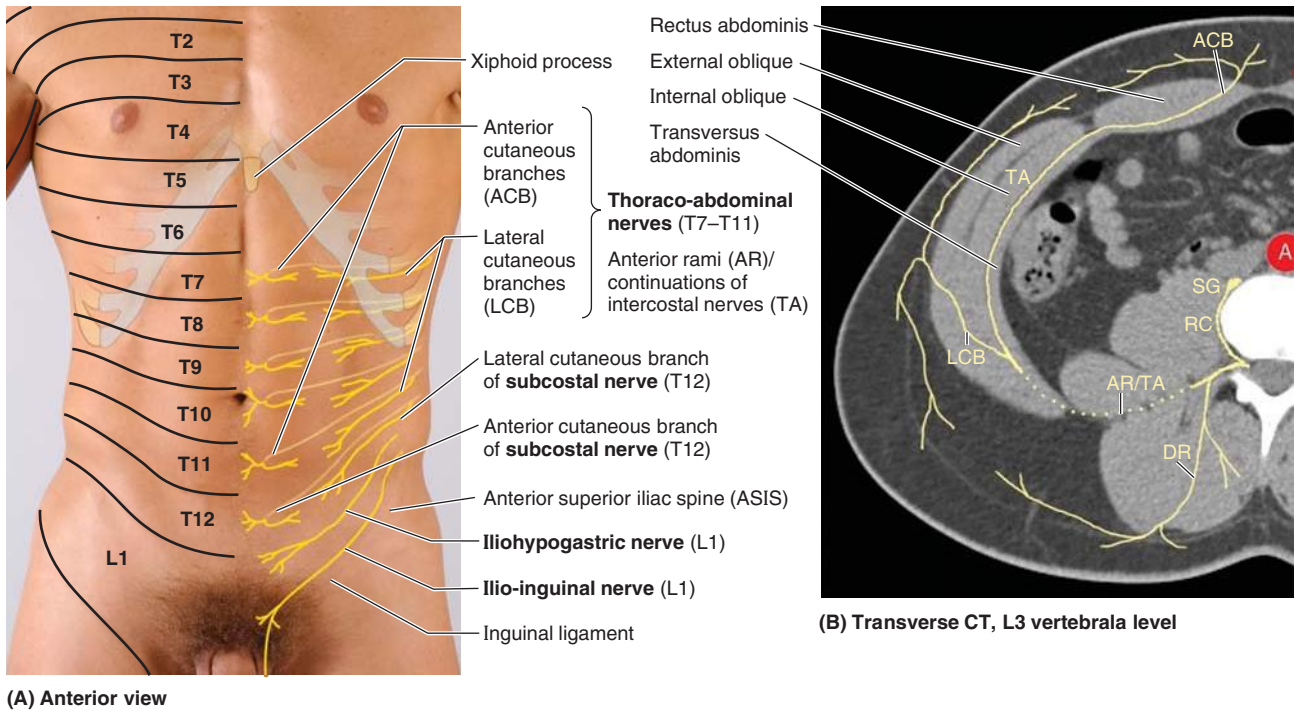 T2
T3
T4
T5
T6
T7
T8
T9
T10
T11
T12
L1
Xiphoid process
Anterior
cutaneous
branches
(ACB)
Lateral
cutaneous
branches
(LCB)
Thoraco-abdominal
nerves (T7–T11)
Anterior rami (AR)/
continuations of
intercostal nerves (TA)
Lateral cutaneous branch
of subcostal nerve (T12)
Anterior cutaneous branch
of subcostal nerve (T12)
Anterior superior iliac spine (ASIS)
Iliohypogastric nerve (L1)
Ilio-inguinal nerve (L1)
Inguinal ligament
(A) Anterior view
Rectus abdominis
External oblique
Internal oblique
Transversus
abdominis
ACB
TA
A
SG
RC
LCB
AR/TA
DR
(B) Transverse CT, L3 vertebrala level